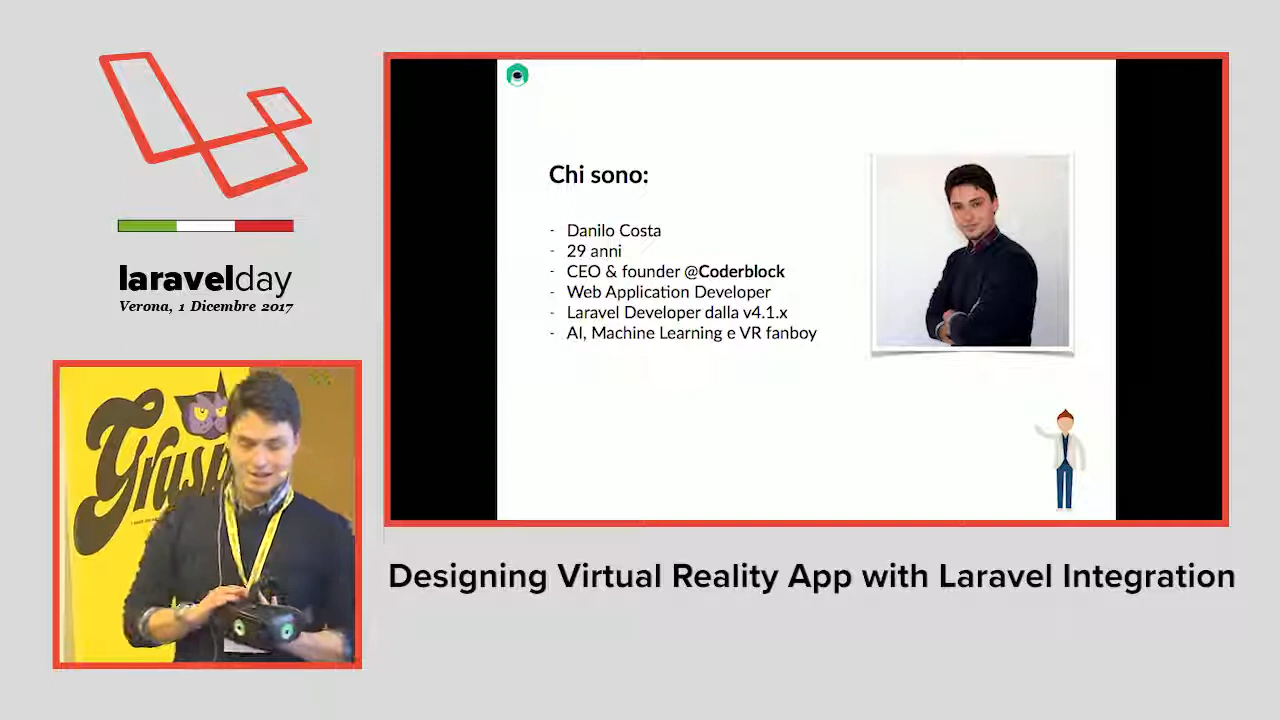 laravelday
Verona, 1 Dicembre 2017
Chi sono:
- Danilo Costa
- 29 anni
- CEO & founder @Coderblock
- Web Application Developer
- Laravel Developer dalla v4.1.x
- AI, Machine Learning e VR fanboy
Grusp
Designing Virtual Reality App with Laravel Integration